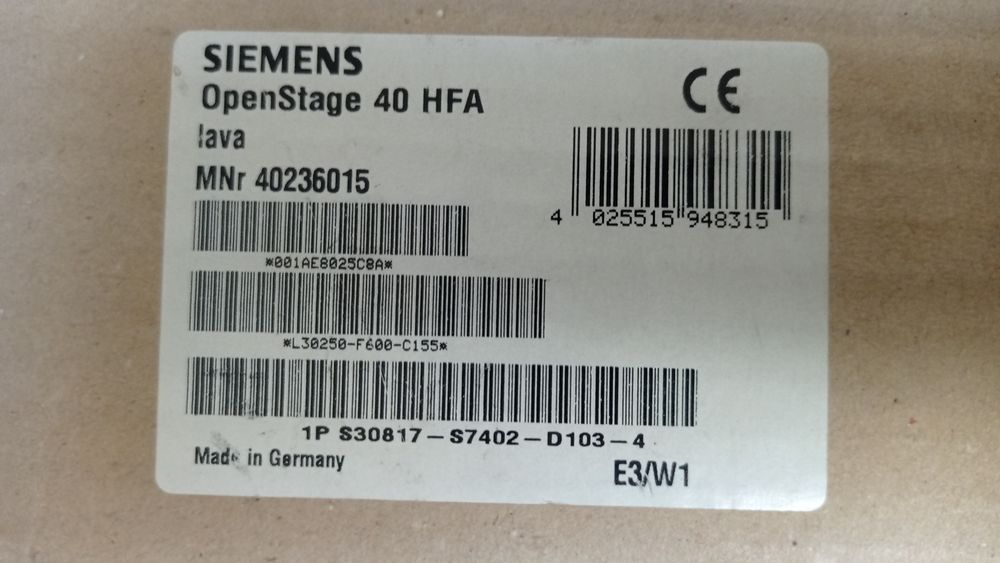 SIEMENS
CE
OpenStage 40 HFA
lava
MNr 40236015
4 025515 948315
*001AE8025C8A*
*L30250-F600-C155*
1P S30817-S7402-D103-4
Made in Germany
E3/W1